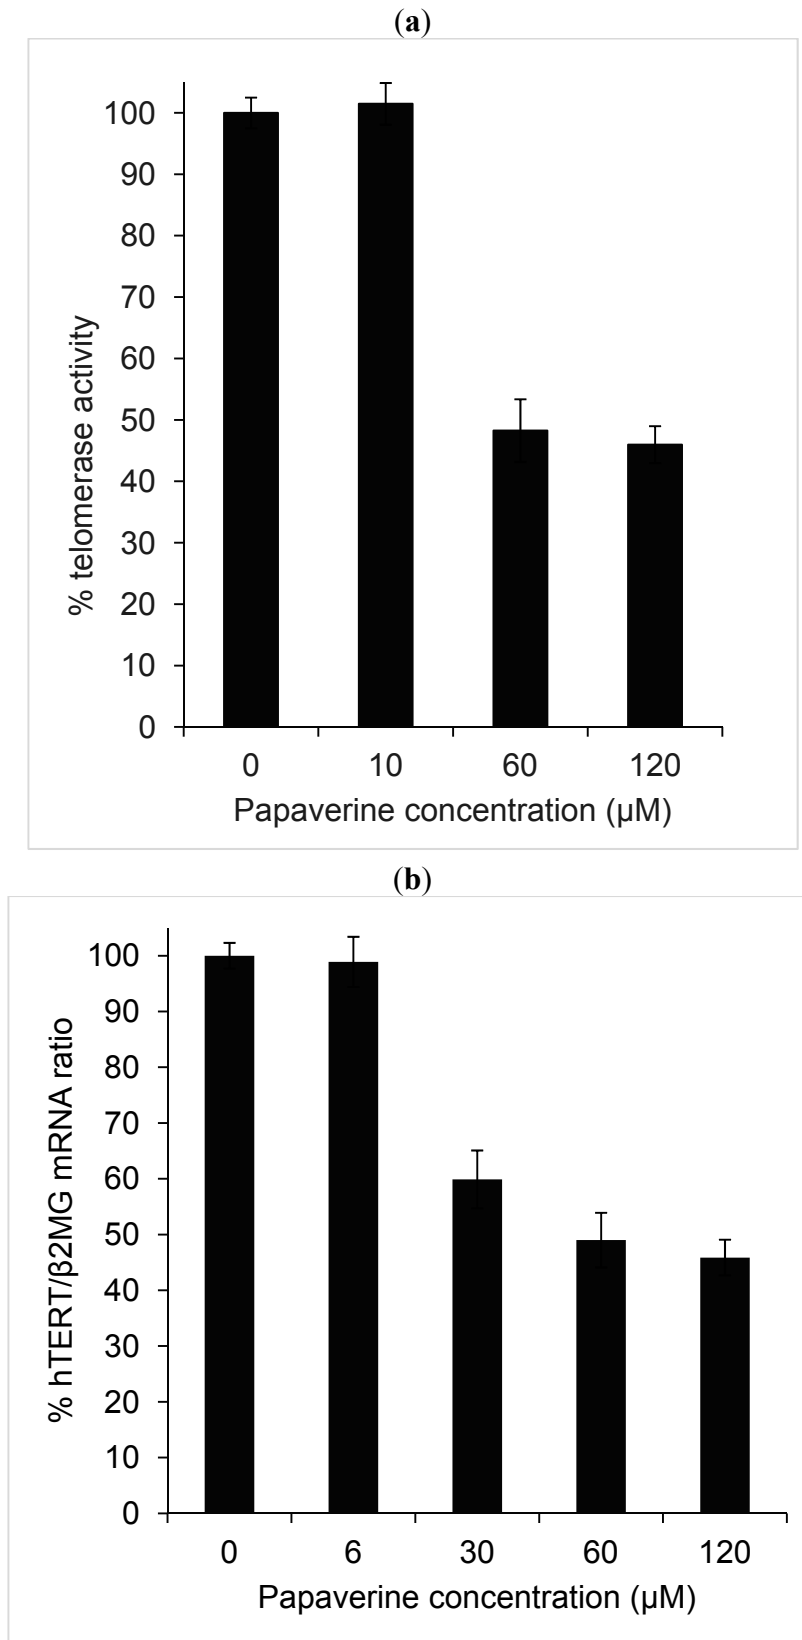 (a)
100
90
80
70
60
50
40
30
20
10
0
% telomerase activity
0 10 60 120
Papaverine concentration (µM)
(b)
100
90
80
70
60
50
40
30
20
10
0
% hTERT/β2MG mRNA ratio
0 6 30 60 120
Papaverine concentration (µM)